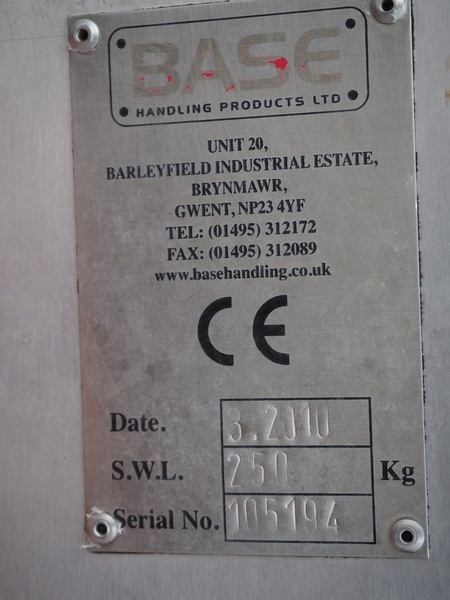 BASE
HANDLING PRODUCTS LTD
UNIT 20,
BARLEYFIELD INDUSTRIAL ESTATE,
BRYNMAWR,
GWENT, NP23 4YF
TEL: (01495) 312172
FAX: (01495) 312089
www.basehandling.co.uk
CE
Date. 3.2010
S.W.L. 250 Kg
Serial No. 105194